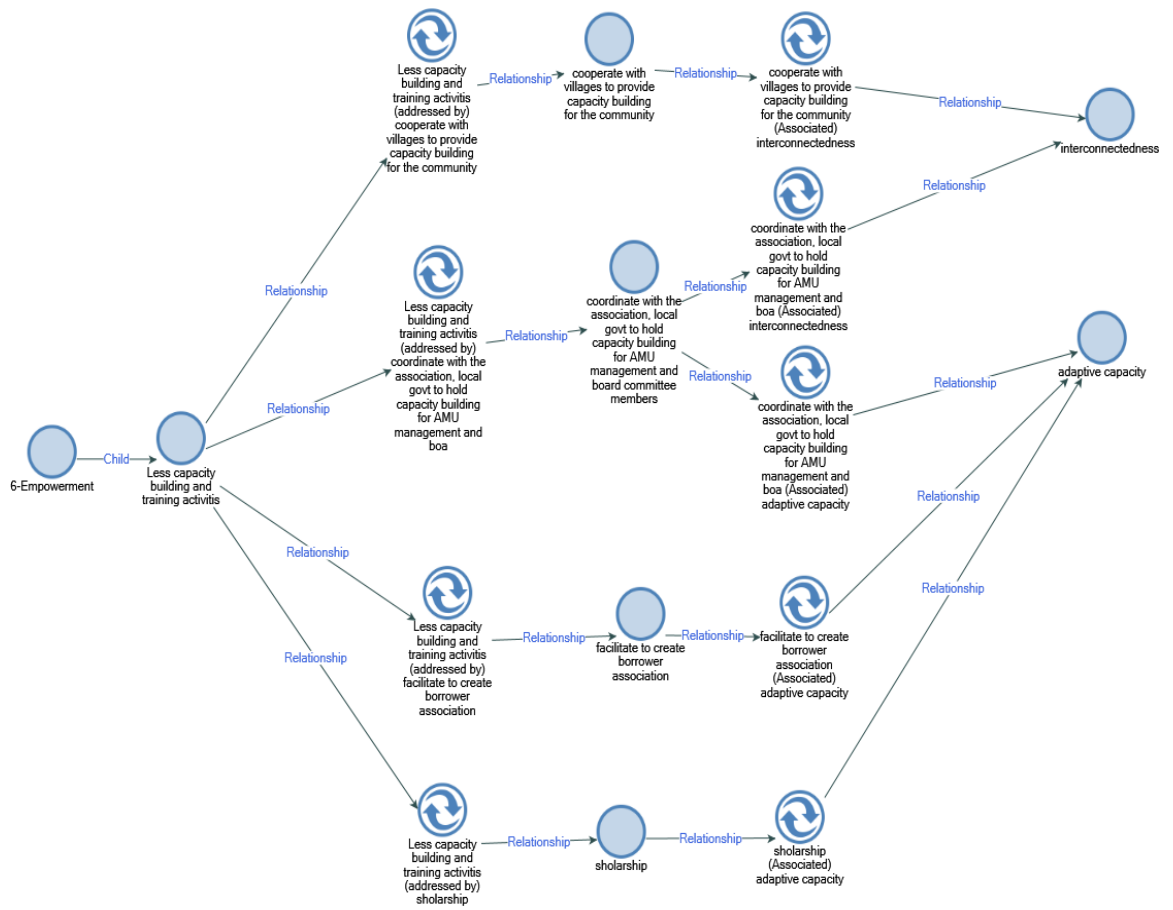 Less capacity
building and
training activitis
(addressed by)
cooperate with
villages to provide
capacity building
for the community
Relationship
cooperate with
villages to provide
capacity building
for the community
Relationship
cooperate with
villages to provide
capacity building
for the community
(Associated)
interconnectedness
Relationship
interconnectedness
Relationship
Relationship
Less capacity
building and
training activitis
(addressed by)
coordinate with the
association, local
govt to hold
capacity building
for AMU
management and
boa
Relationship
coordinate with the
association, local
govt to hold
capacity building
for AMU
management and
board committee
members
Relationship
coordinate with the
association, local
govt to hold
capacity building
for AMU
management and
boa (Associated)
interconnectedness
Relationship
Relationship
coordinate with the
association, local
govt to hold
capacity building
for AMU
management and
boa (Associated)
adaptive capacity
Relationship
adaptive capacity
Relationship
6-Empowerment
Child
Less capacity
building and
training activitis
Relationship
Less capacity
building and
training activitis
(addressed by)
facilitate to create
borrower
association
Relationship
facilitate to create
borrower
association
Relationship
facilitate to create
borrower
association
(Associated)
adaptive capacity
Relationship
Relationship
Less capacity
building and
training activitis
(addressed by)
sholarship
Relationship
sholarship
Relationship
sholarship
(Associated)
adaptive capacity
Relationship